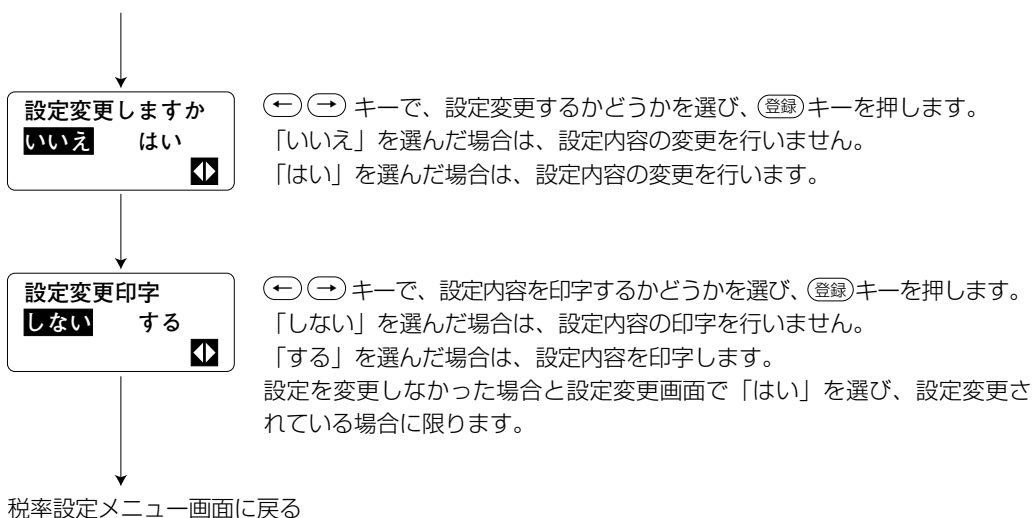 設定変更しますか
いいえ はい
←→ キーで、設定変更するかどうかを選び、登録キーを押します。
「いいえ」を選んだ場合は、設定内容の変更を行いません。
「はい」を選んだ場合は、設定内容の変更を行います。
設定変更印字
しない する
←→ キーで、設定内容を印字するかどうかを選び、登録キーを押します。
「しない」を選んだ場合は、設定内容の印字を行いません。
「する」を選んだ場合は、設定内容を印字します。
設定を変更しなかった場合と設定変更画面で「はい」を選び、設定変更さ
れている場合に限ります。
税率設定メニュー画面に戻る